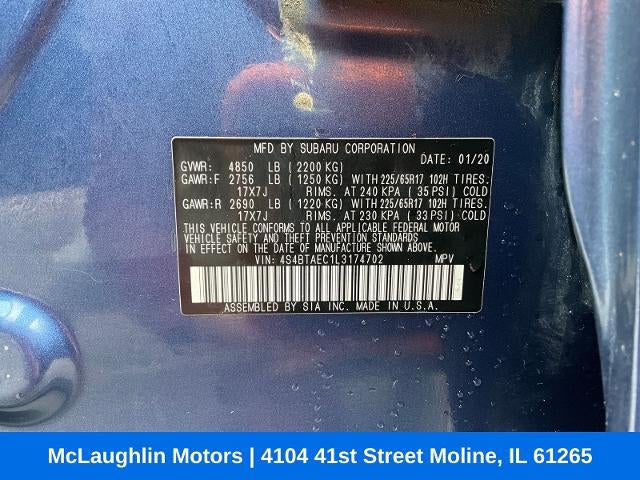 MFD BY SUBARU CORPORATION
DATE: 01/20
GVWR: 4850 LB (2200 KG)
GAWR:F 2756 LB (1250 KG) WITH 225/65R17 102H TIRES.
17X7J RIMS. AT 240 KPA (35 PSI) COLD
GAWR:R 2690 LB (1220 KG) WITH 225/65R17 102H TIRES.
17X7J RIMS. AT 230 KPA (33 PSI) COLD
THIS VEHICLE CONFORMS TO ALL APPLICABLE FEDERAL MOTOR
VEHICLE SAFETY AND THEFT PREVENTION STANDARDS
IN EFFECT ON THE DATE OF MANUFACTURE SHOWN ABOVE.
VIN: 4S4BTAEC1L3174702 MPV
ASSEMBLED BY SIA INC. MADE IN U.S.A.
McLaughlin Motors | 4104 41st Street Moline, IL 61265